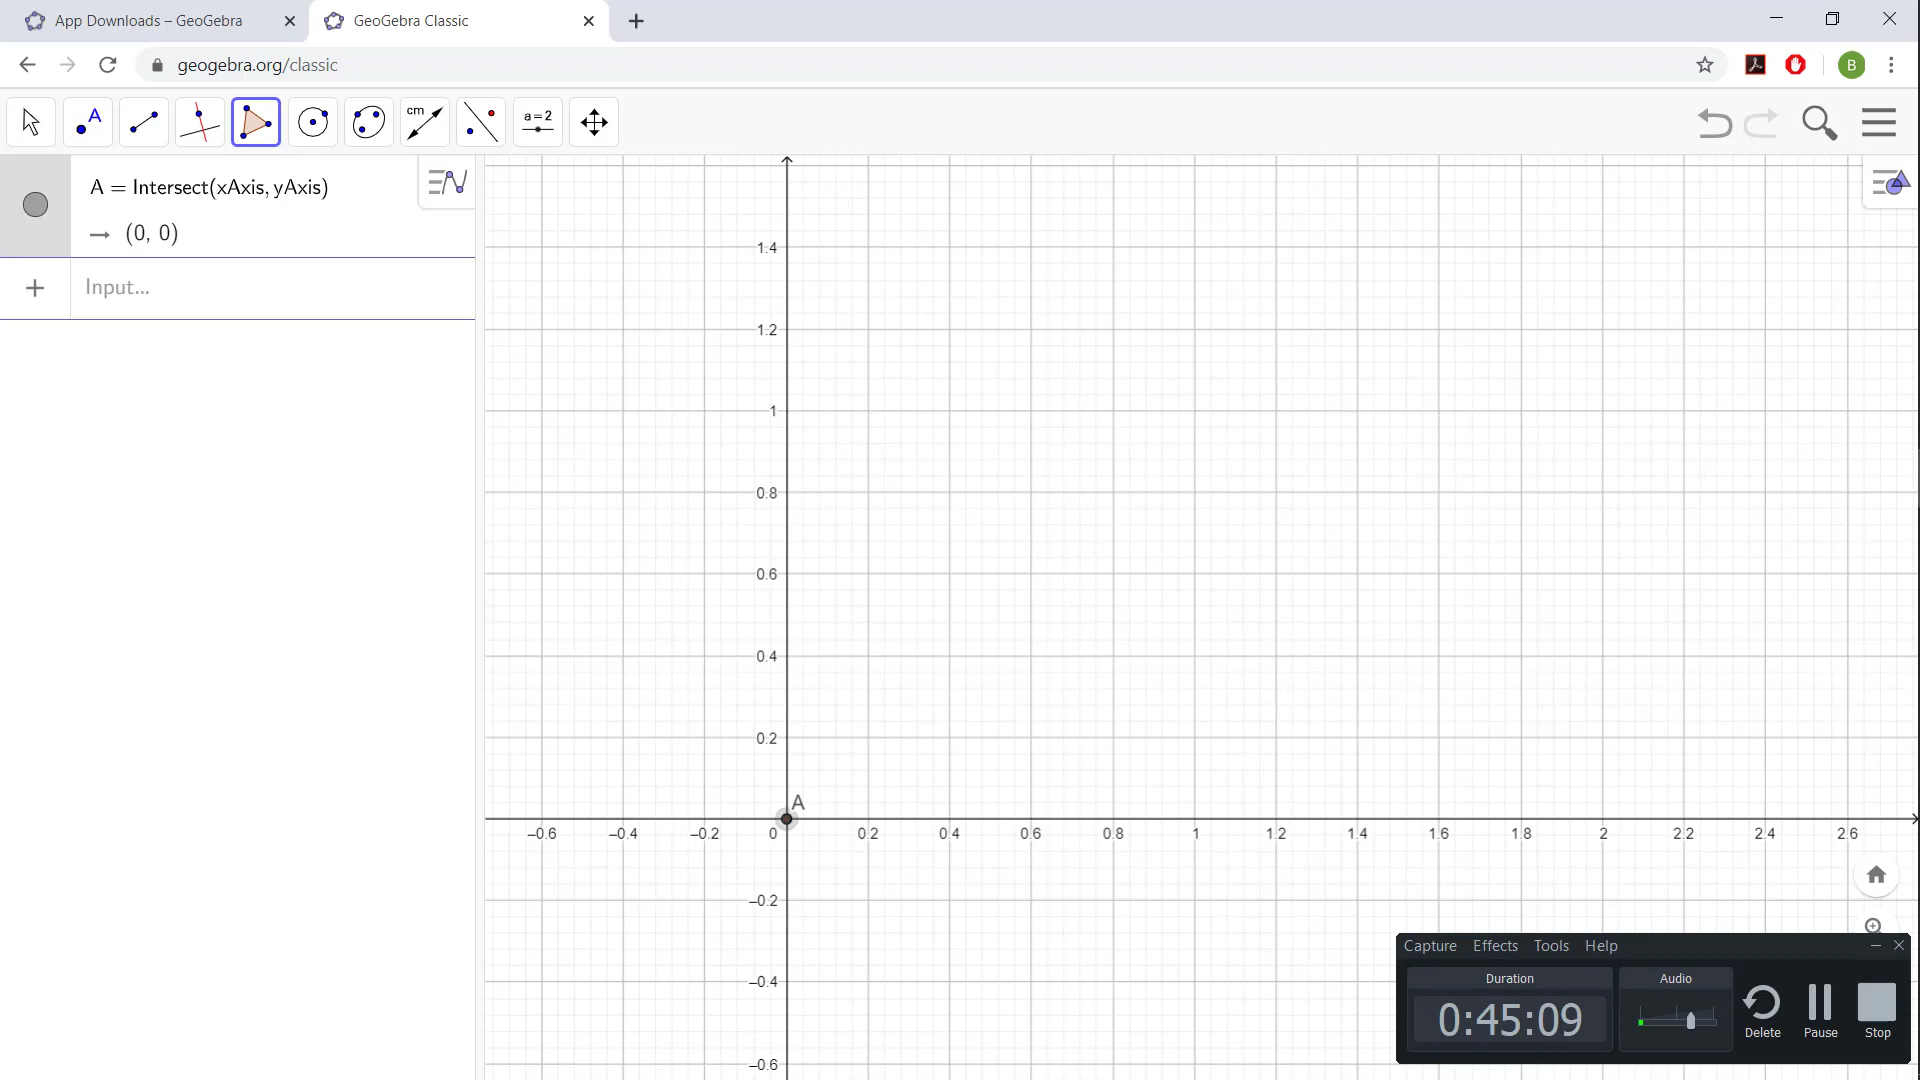 App Downloads – GeoGebra
GeoGebra Classic
geogebra.org/classic
B
A
cm
a=2
A = Intersect(xAxis, yAxis)
→ (0, 0)
+ Input...
1.4
1.2
1
0.8
0.6
0.4
0.2
A
–0.6 –0.4 –0.2 0 0.2 0.4 0.6 0.8 1 1.2 1.4 1.6 1.8 2 2.2 2.4 2.6
–0.2
–0.4
–0.6
Capture Effects Tools Help
Duration Audio
0:45:09
Delete Pause Stop